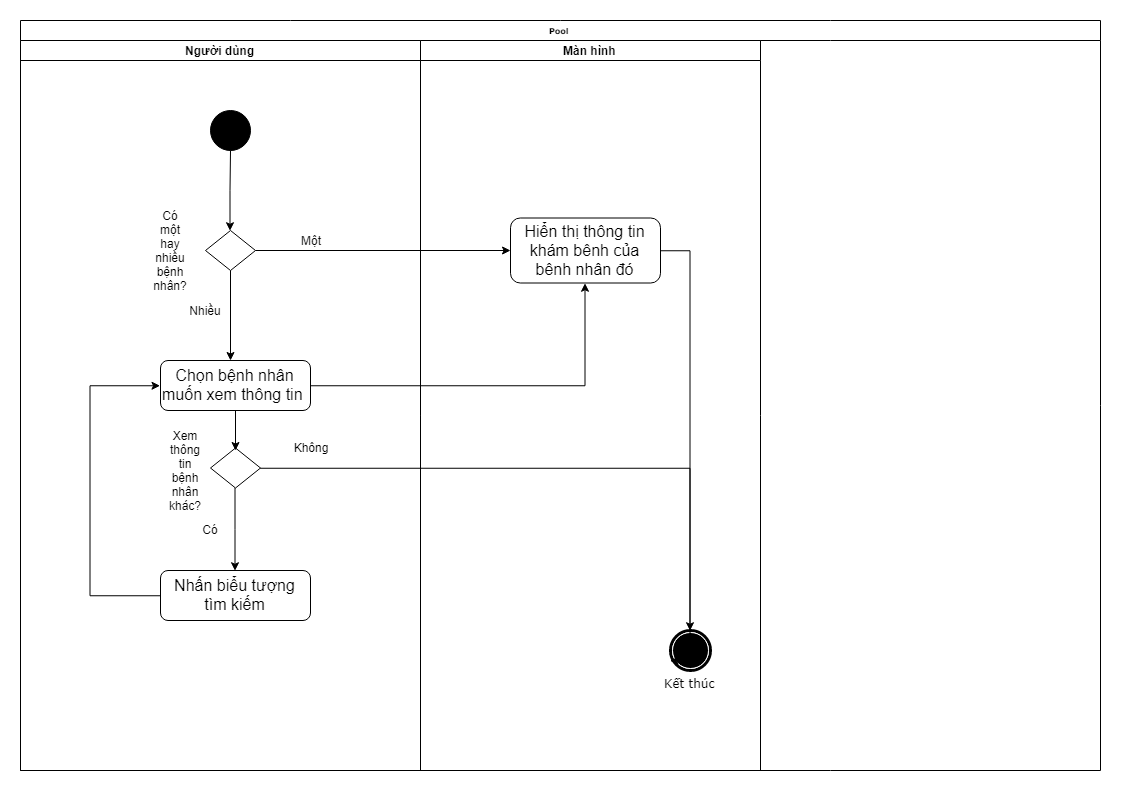 Pool
Người dùng
Màn hình
Có
một
hay
nhiều
bệnh
nhân?
Một
Hiển thị thông tin
khám bênh của
bênh nhân đó
Nhiều
Chọn bệnh nhân
muốn xem thông tin
Xem
thông
tin
bệnh
nhân
khác?
Không
Có
Nhấn biểu tượng
tìm kiếm
Kết thúc